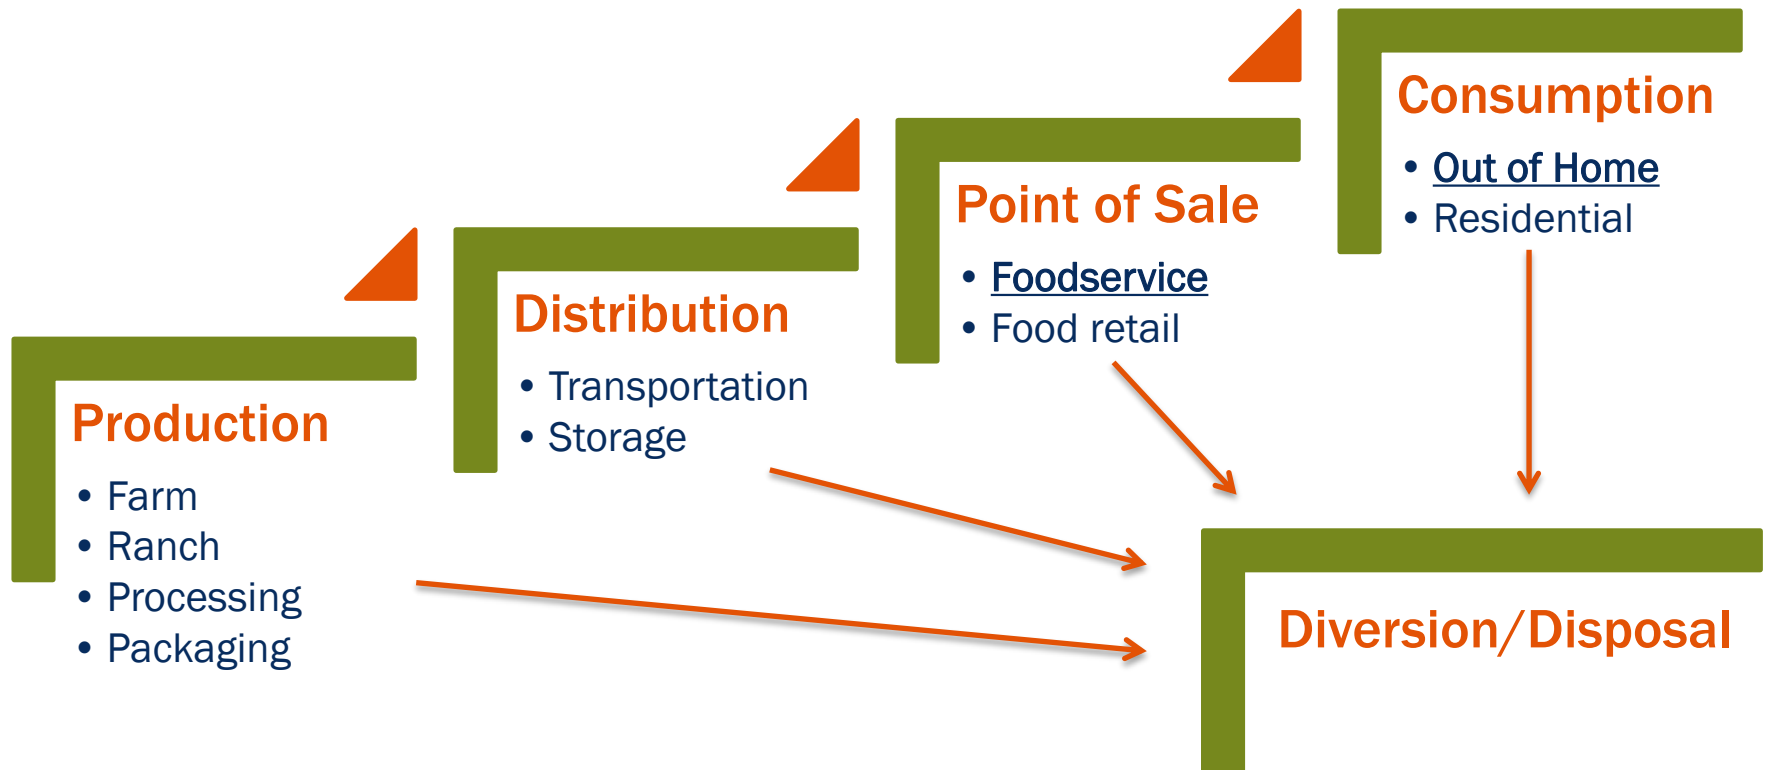 Production
• Farm
• Ranch
• Processing
• Packaging
Distribution
• Transportation
• Storage
Point of Sale
• Foodservice
• Food retail
Consumption
• Out of Home
• Residential
Diversion/Disposal